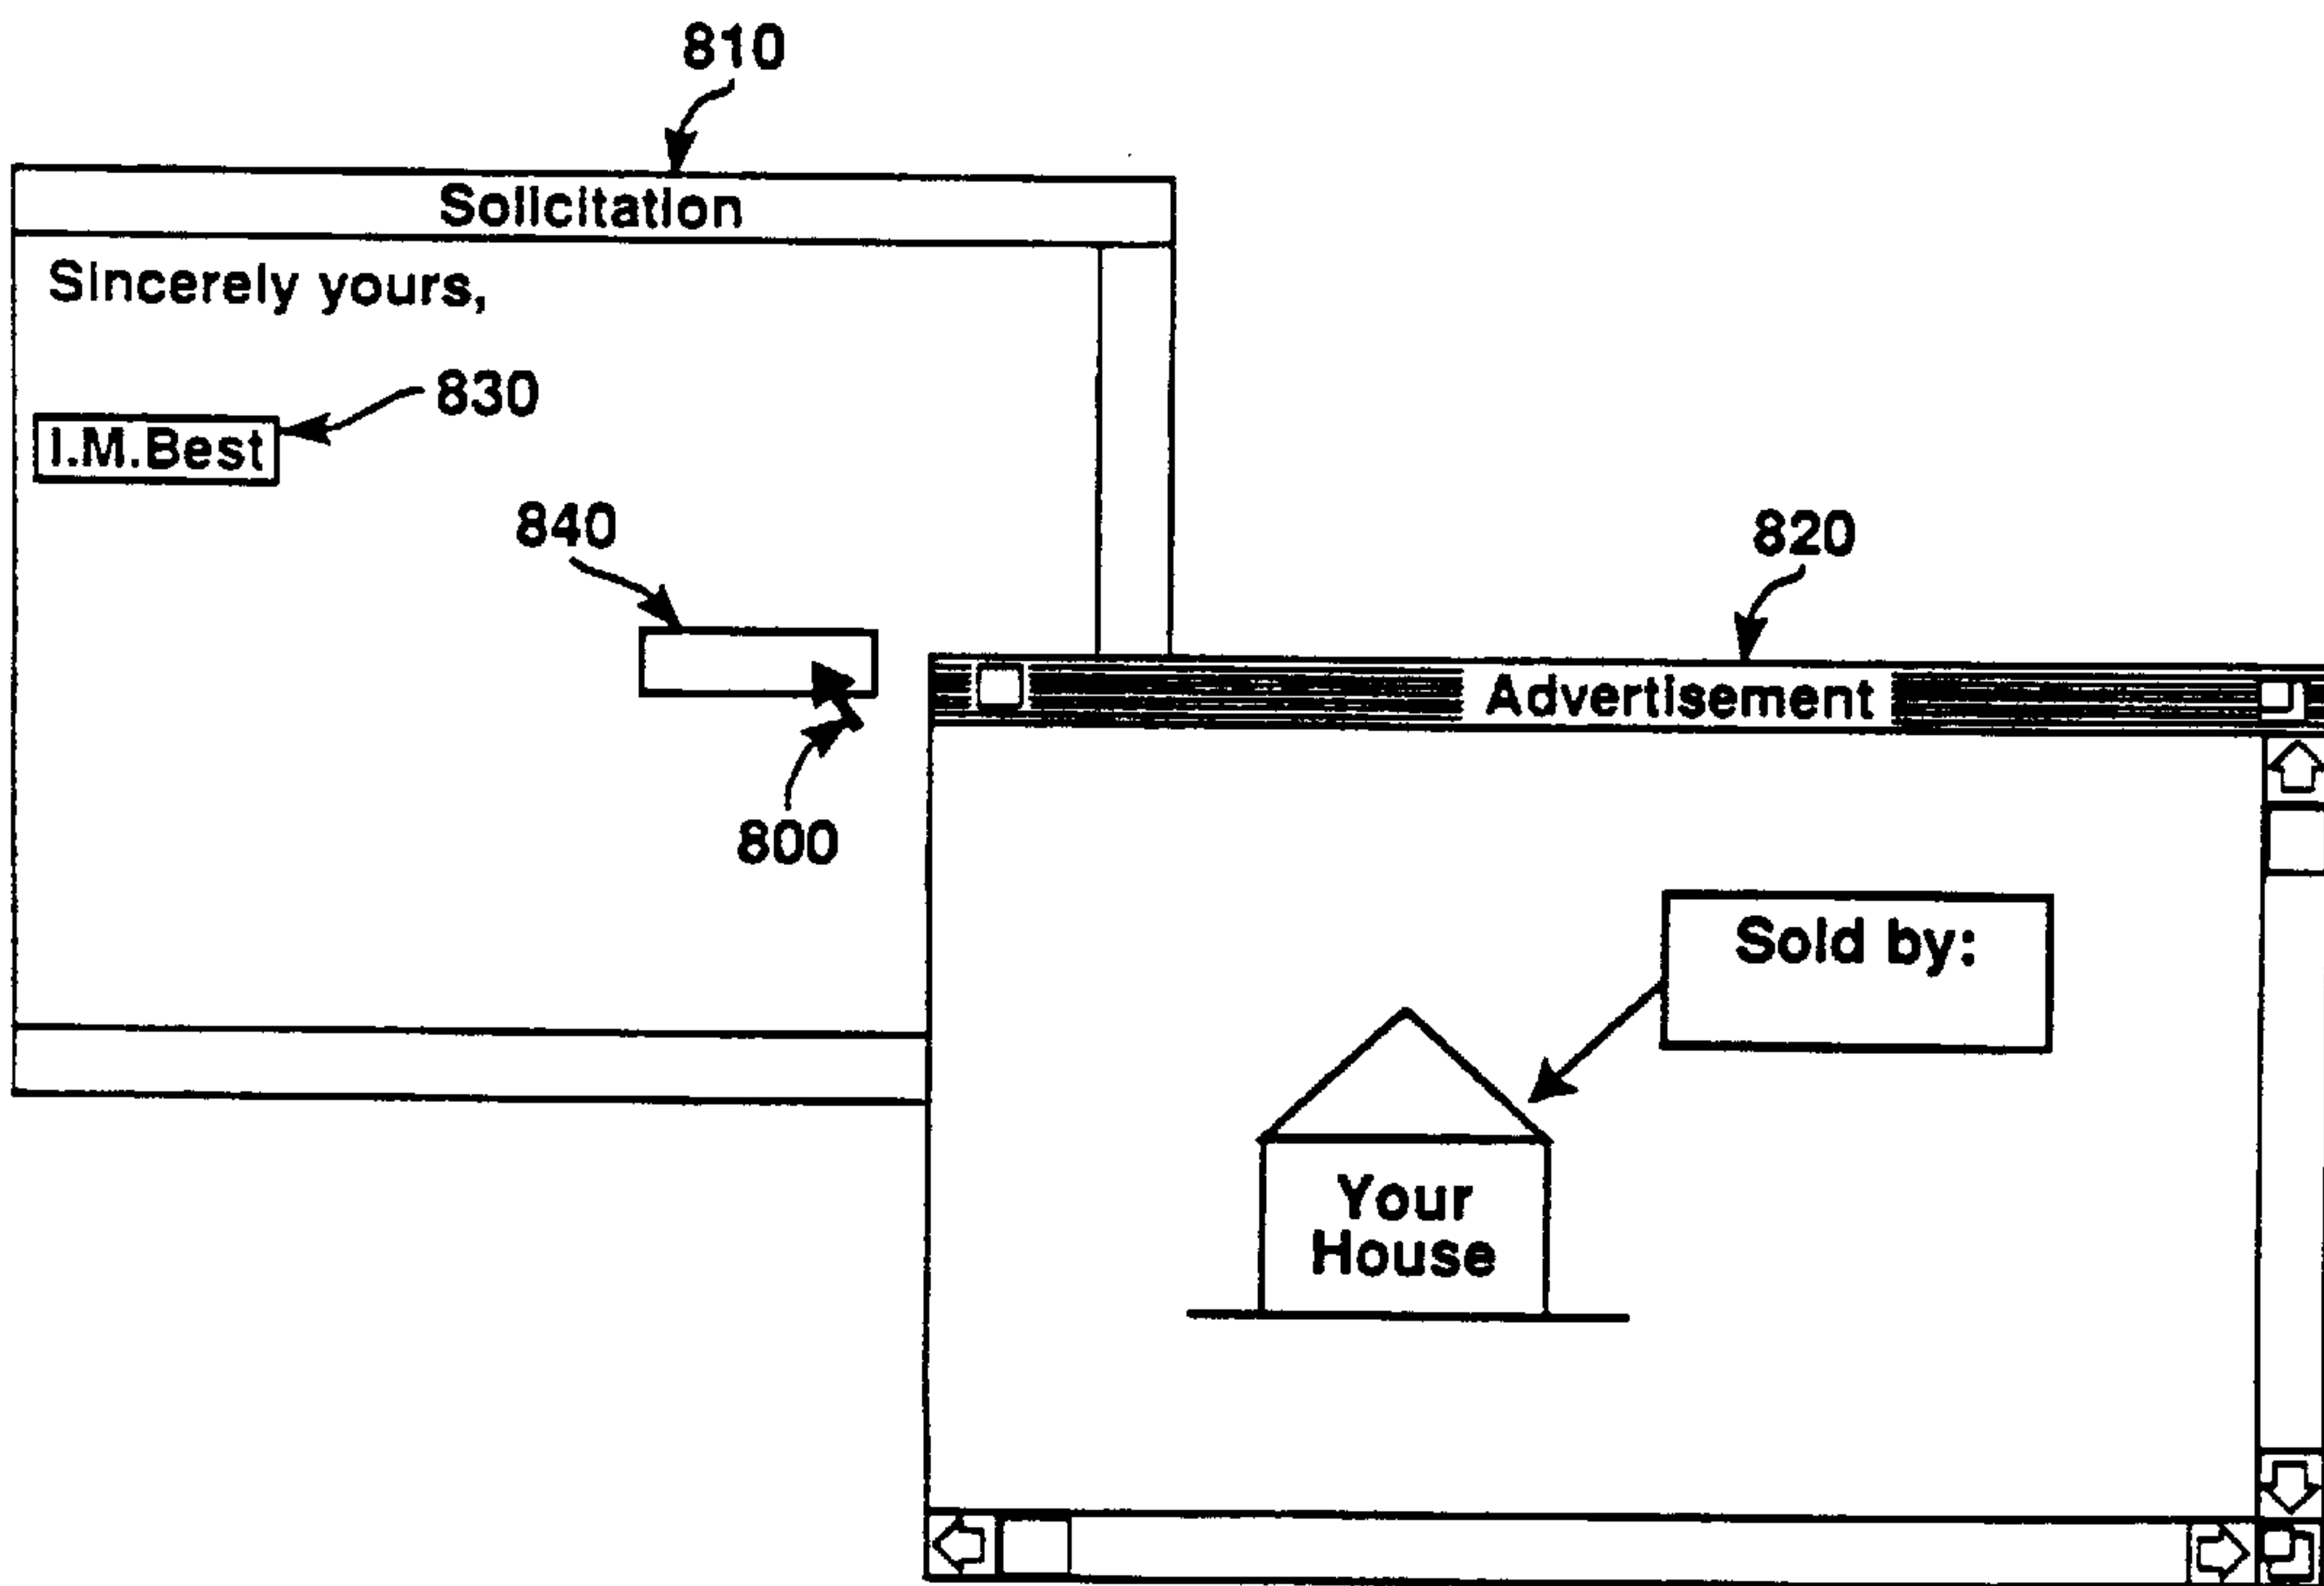 810
Solicitation
Sincerely yours,
830
I.M.Best
840
800
820
Advertisement
Sold by:
Your
House